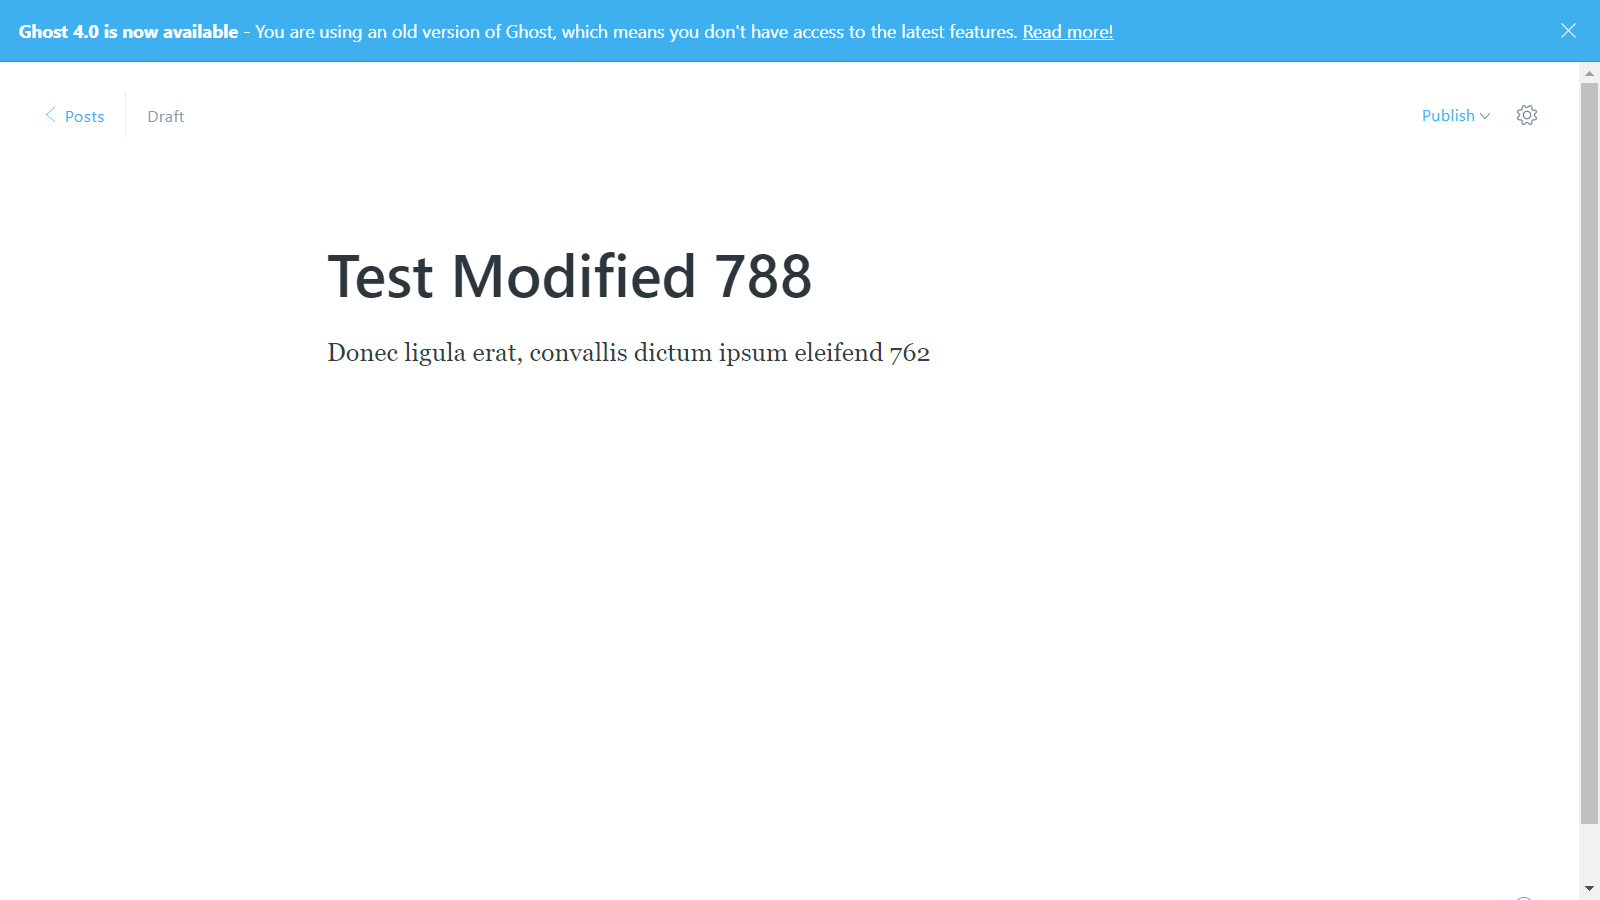 Ghost 4.0 is now available - You are using an old version of Ghost, which means you don't have access to the latest features. Read more!
Posts
Draft
Publish
Test Modified 788
Donec ligula erat, convallis dictum ipsum eleifend 762